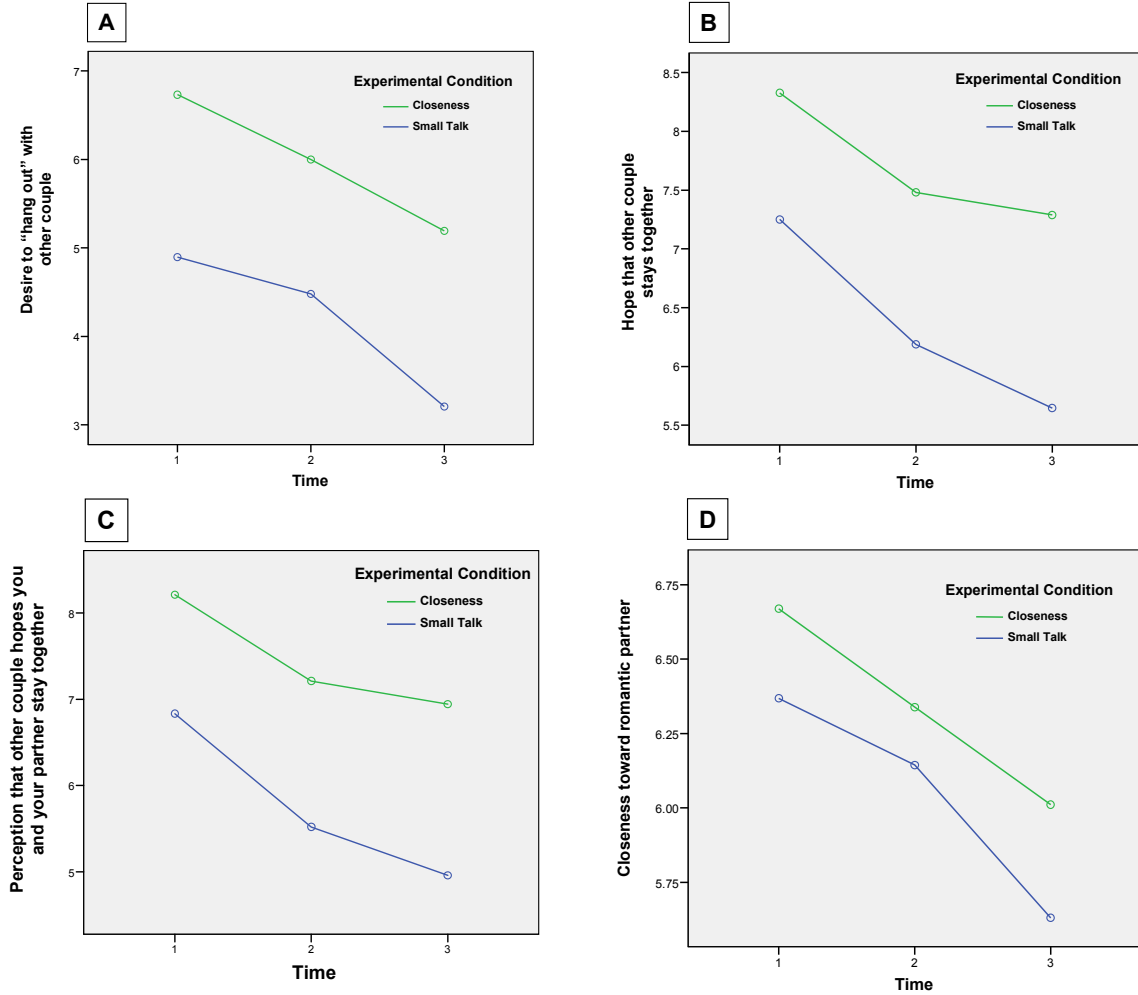 A
Desire to “hang out” with
other couple
7
6
5
4
3
Experimental Condition
Closeness
Small Talk
1 2 3
Time
B
Hope that other couple
stays together
8.5
8
7.5
7
6.5
6
5.5
Experimental Condition
Closeness
Small Talk
1 2 3
Time
C
Perception that other couple hopes you
and your partner stay together
8
7
6
5
Experimental Condition
Closeness
Small Talk
1 2 3
Time
D
Closeness toward romantic partner
6.75
6.50
6.25
6.00
5.75
Experimental Condition
Closeness
Small Talk
1 2 3
Time